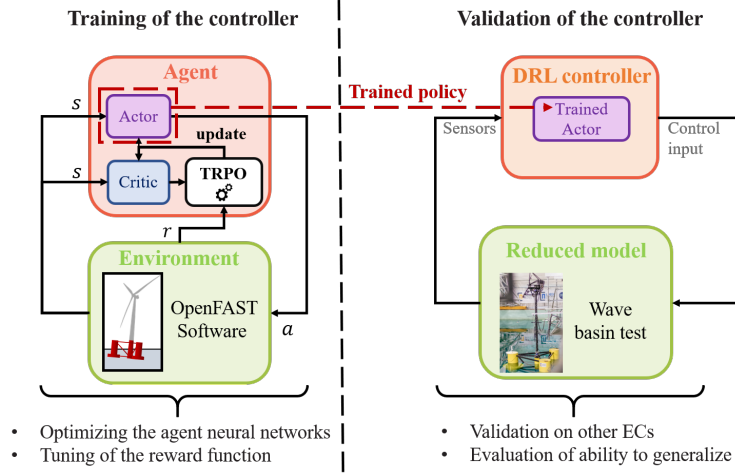 Training of the controller
Agent
s
Actor
update
s
Critic
TRPO
r
Environment
OpenFAST
Software
a
Optimizing the agent neural networks
Tuning of the reward function
Trained policy
Validation of the controller
DRL controller
Trained
Actor
Sensors
Control
input
Reduced model
Wave
basin test
Validation on other ECs
Evaluation of ability to generalize